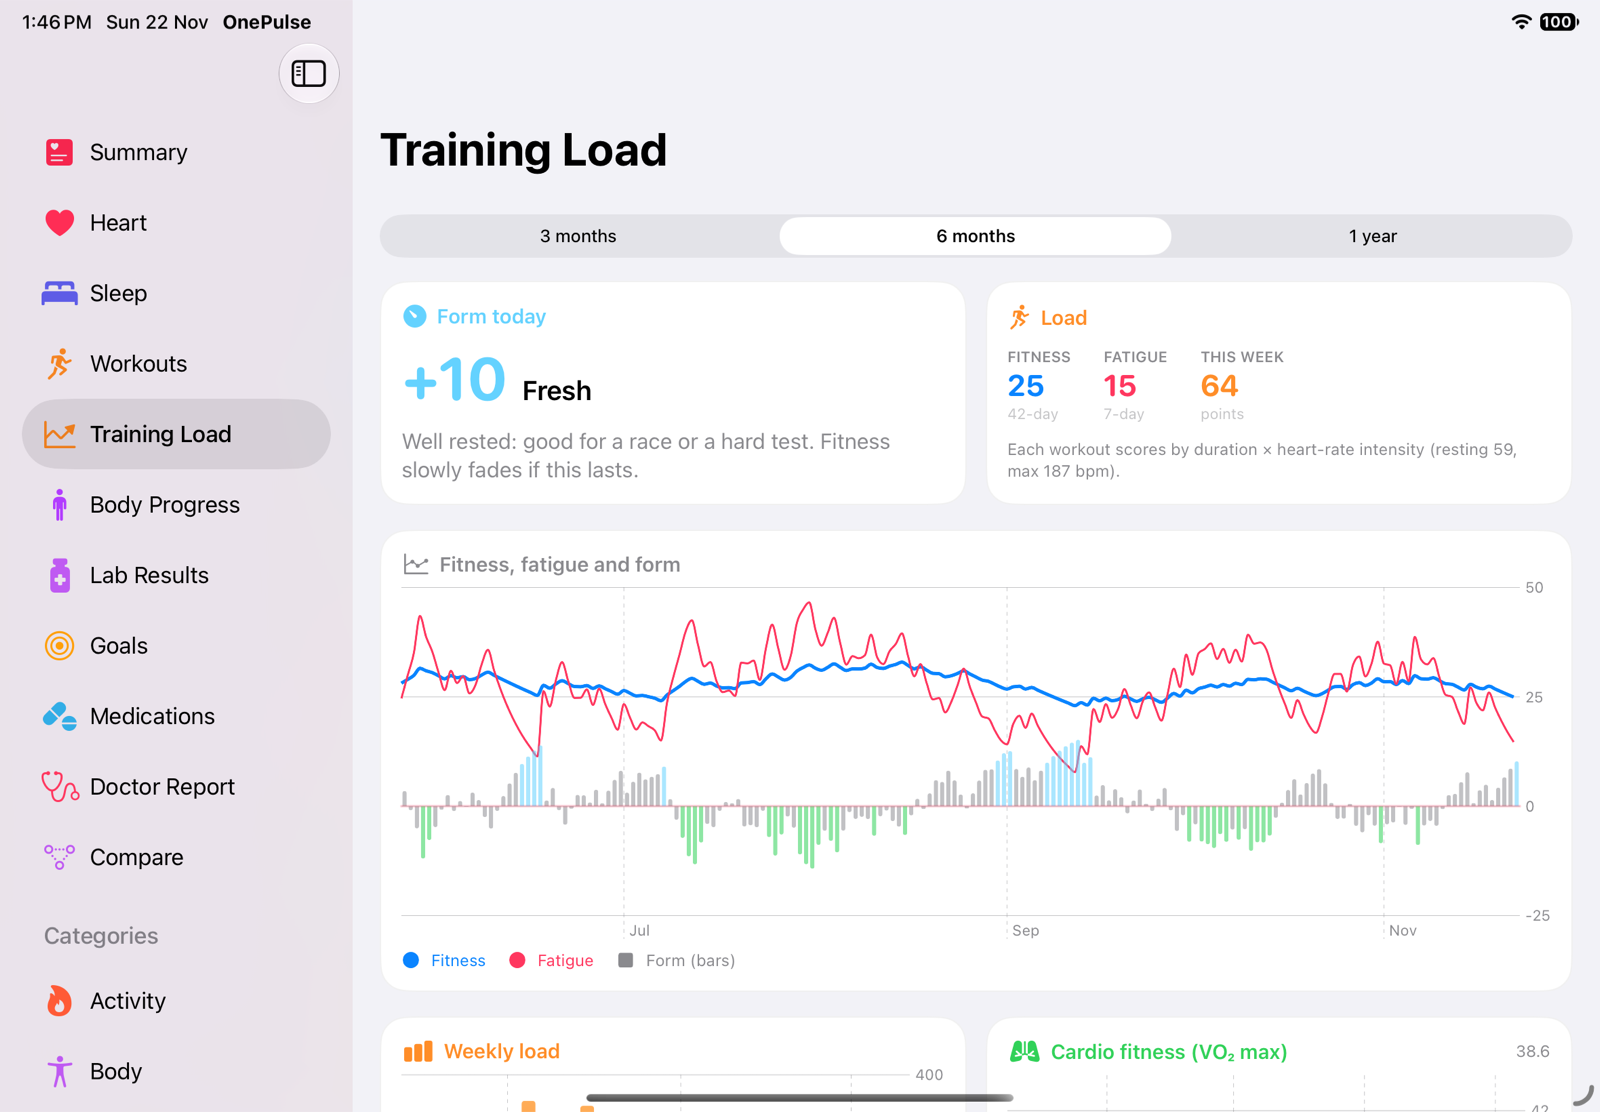 1:46 PM Sun 22 Nov OnePulse
100
Summary
Heart
Sleep
Workouts
Training Load
Body Progress
Lab Results
Goals
Medications
Doctor Report
Compare
Categories
Activity
Body
Training Load
3 months
6 months
1 year
Form today
+10 Fresh
Well rested: good for a race or a hard test. Fitness
slowly fades if this lasts.
Load
FITNESS FATIGUE THIS WEEK
25 15 64
42-day 7-day points
Each workout scores by duration × heart-rate intensity (resting 59,
max 187 bpm).
Fitness, fatigue and form
50
25
0
-25
Jul Sep Nov
Fitness Fatigue Form (bars)
Weekly load
400
Cardio fitness (VO₂ max)
38.6
42